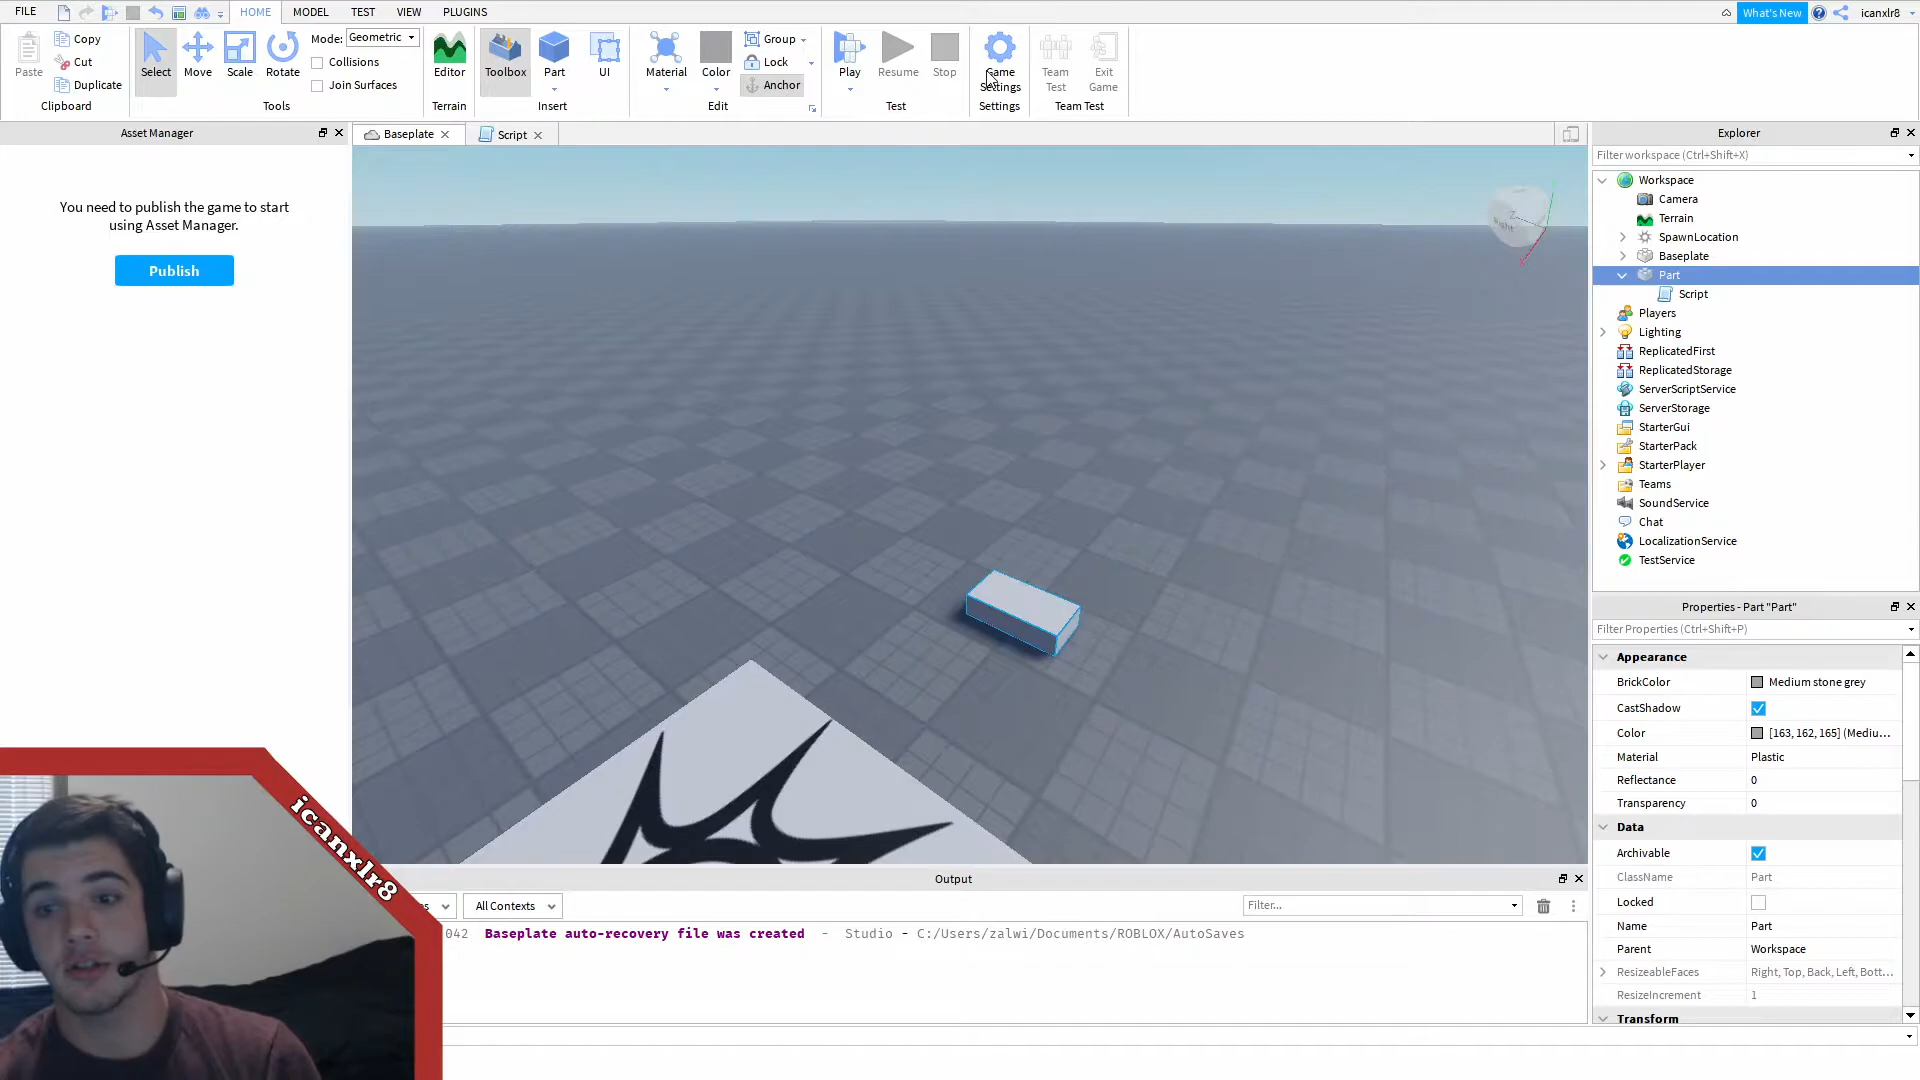 FILE
HOME
MODEL
TEST
VIEW
PLUGINS
What's New
icanxlr8
Paste
Copy
Cut
Duplicate
Clipboard
Select
Move
Scale
Rotate
Mode: Geometric
Collisions
Join Surfaces
Tools
Editor
Terrain
Toolbox
Part
UI
Insert
Material
Color
Group
Lock
Anchor
Edit
Play
Resume
Stop
Test
Game
Settings
Settings
Team
Test
Exit
Game
Team Test
Asset Manager
You need to publish the game to start
using Asset Manager.
Publish
Baseplate
Script
Right
Z
Explorer
Filter workspace (Ctrl+Shift+X)
Workspace
Camera
Terrain
SpawnLocation
Baseplate
Part
Script
Players
Lighting
ReplicatedFirst
ReplicatedStorage
ServerScriptService
ServerStorage
StarterGui
StarterPack
StarterPlayer
Teams
SoundService
Chat
LocalizationService
TestService
Properties - Part "Part"
Filter Properties (Ctrl+Shift+P)
Appearance
BrickColor Medium stone grey
CastShadow
Color [163, 162, 165] (Mediu...
Material Plastic
Reflectance 0
Transparency 0
Data
Archivable
ClassName Part
Locked
Name Part
Parent Workspace
ResizeableFaces Right, Top, Back, Left, Bott...
ResizeIncrement 1
Transform
Output
All Contexts
Filter...
042 Baseplate auto-recovery file was created - Studio - C:/Users/zalwi/Documents/ROBLOX/AutoSaves
icanxlr8